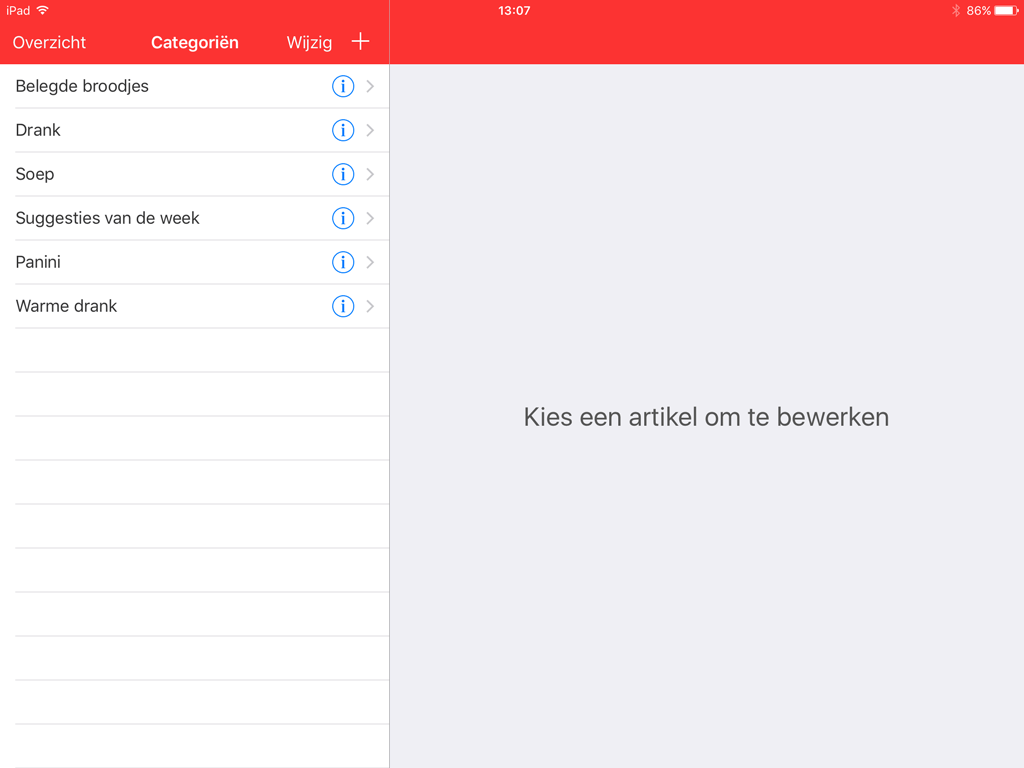 iPad 13:07 86%
Overzicht Categoriën Wijzig +
Belegde broodjes
Drank
Soep
Suggesties van de week
Panini
Warme drank
Kies een artikel om te bewerken